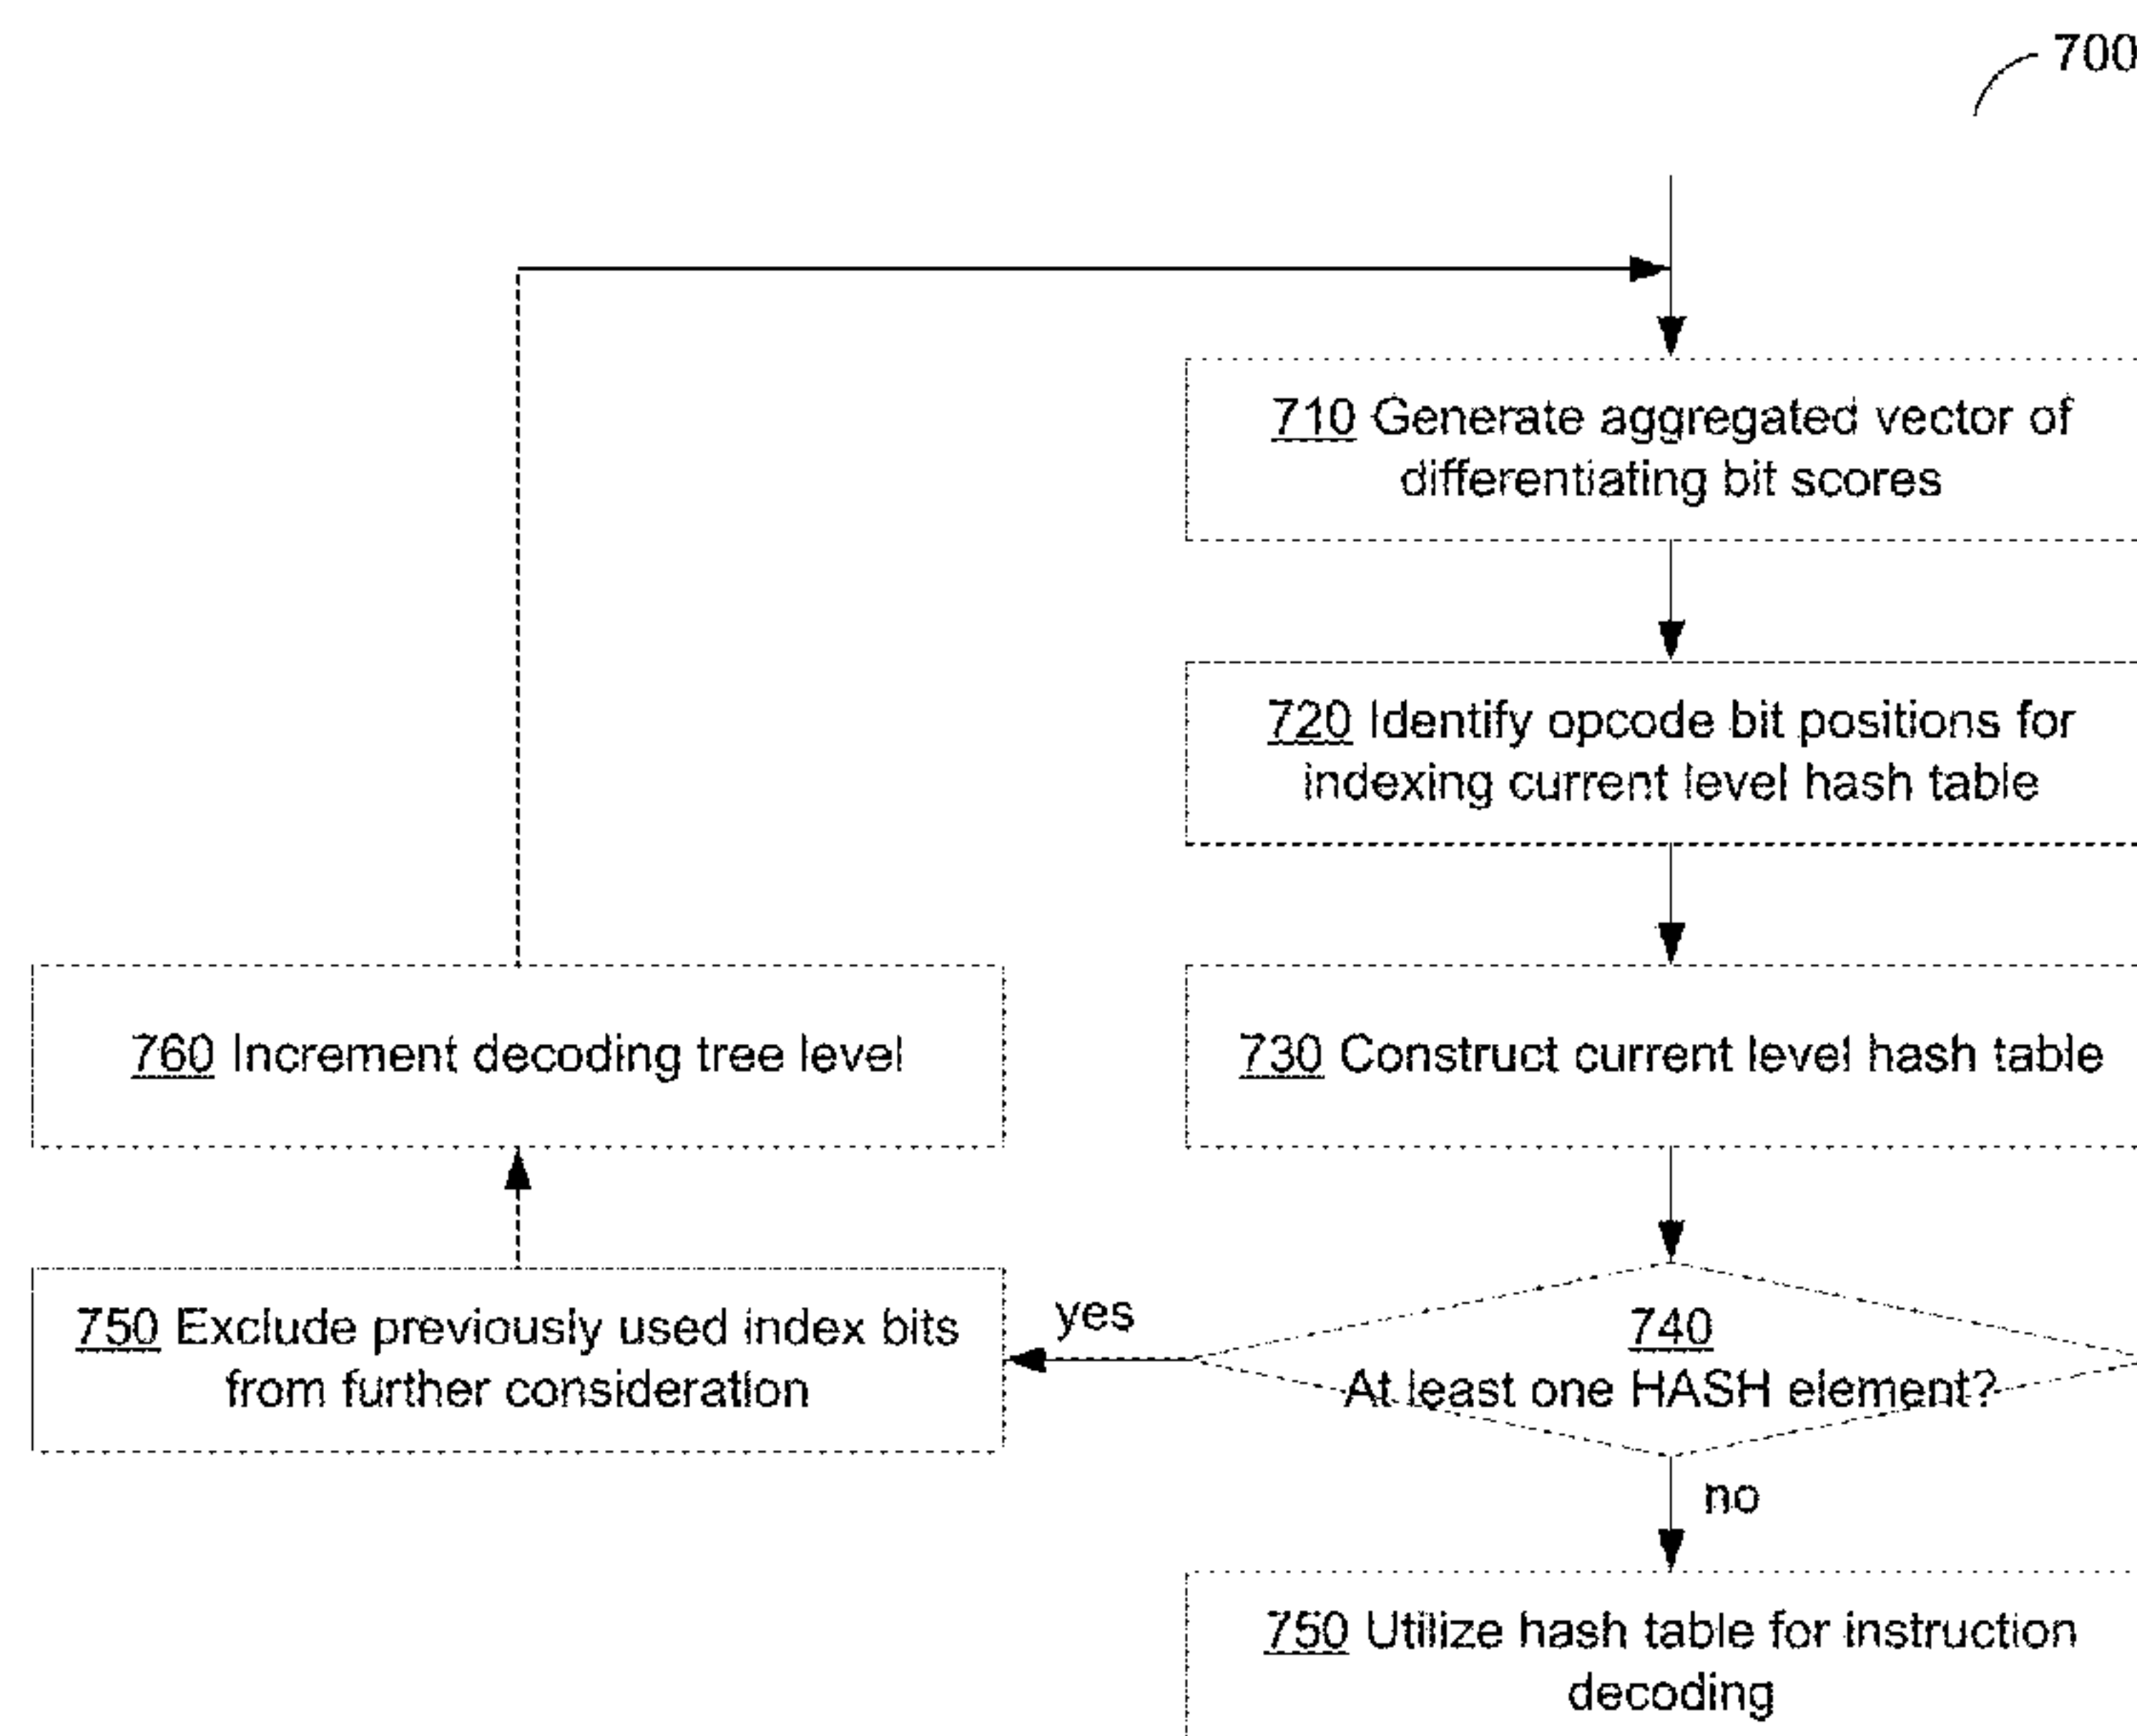 700
710 Generate aggregated vector of
differentiating bit scores
720 Identify opcode bit positions for
indexing current level hash table
760 Increment decoding tree level
730 Construct current level hash table
750 Exclude previously used index bits
from further consideration
yes
740
At least one HASH element?
no
750 Utilize hash table for instruction
decoding